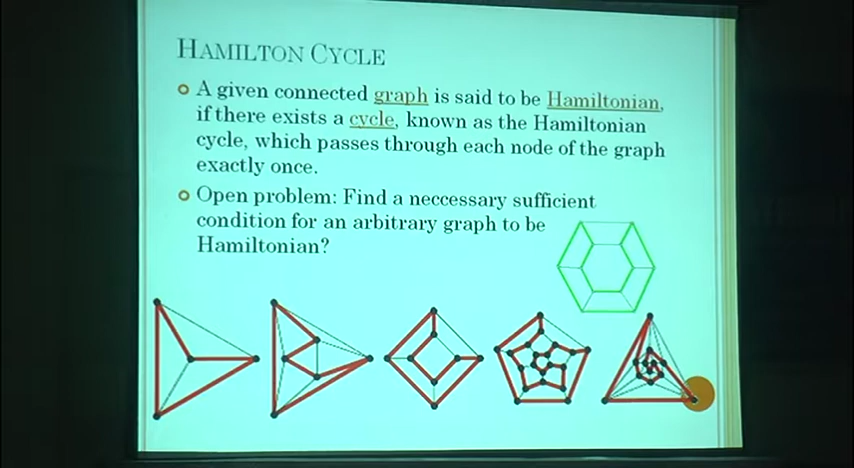 HAMILTON CYCLE
A given connected graph is said to be Hamiltonian,
if there exists a cycle, known as the Hamiltonian
cycle, which passes through each node of the graph
exactly once.
Open problem: Find a neccessary sufficient
condition for an arbitrary graph to be
Hamiltonian?